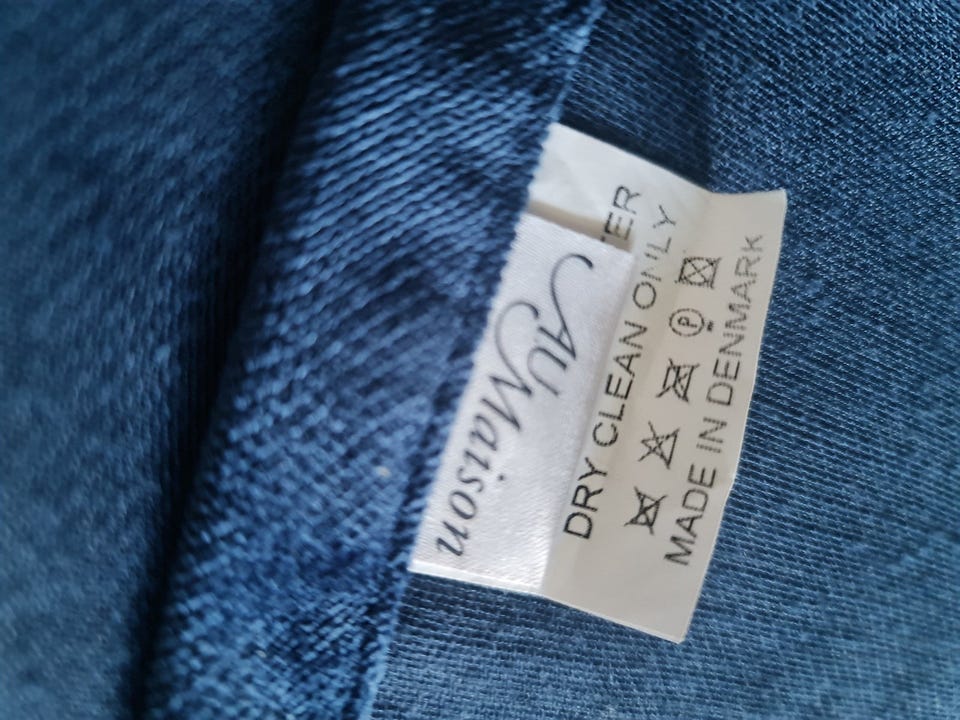 AU
Maison
DRY CLEAN ONLY
P
MADE IN DENMARK